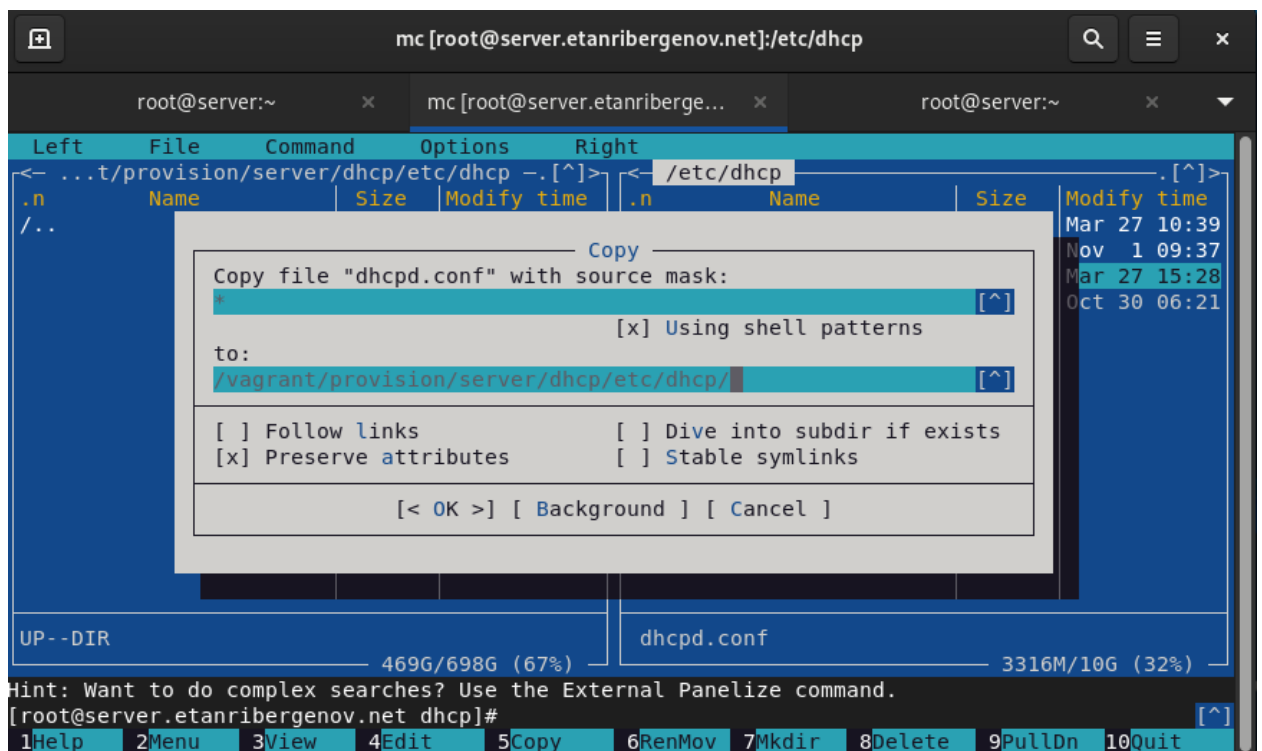 mc [root@server.etanribergenov.net]:/etc/dhcp
root@server:~ × mc [root@server.etanriberge... × root@server:~ ×
Left File Command Options Right
<— ...t/provision/server/dhcp/etc/dhcp —.[^]> <— /etc/dhcp —.[^]>
.n Name Size Modify time .n Name Size Modify time
/.. Mar 27 10:39
Copy Nov 1 09:37
Copy file "dhcpd.conf" with source mask: Mar 27 15:28
* [^] Oct 30 06:21
[x] Using shell patterns
to:
/vagrant/provision/server/dhcp/etc/dhcp/ [^]
[ ] Follow links [ ] Dive into subdir if exists
[x] Preserve attributes [ ] Stable symlinks
[< OK >] [ Background ] [ Cancel ]
UP--DIR dhcpd.conf
469G/698G (67%) 3316M/10G (32%)
Hint: Want to do complex searches? Use the External Panelize command.
[root@server.etanribergenov.net dhcp]# [^]
1Help 2Menu 3View 4Edit 5Copy 6RenMov 7Mkdir 8Delete 9PullDn 10Quit